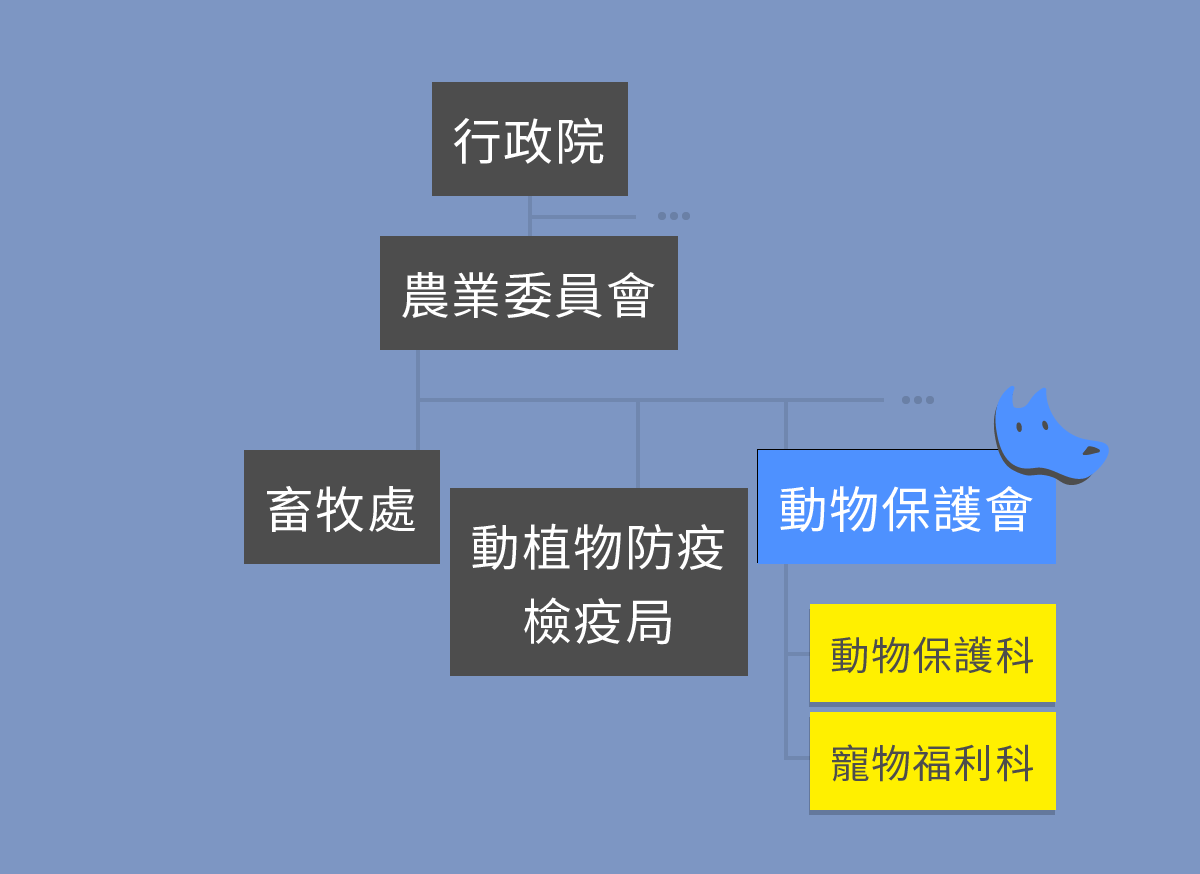 行政院
農業委員會
畜牧處
動植物防疫
檢疫局
動物保護會
動物保護科
寵物福利科